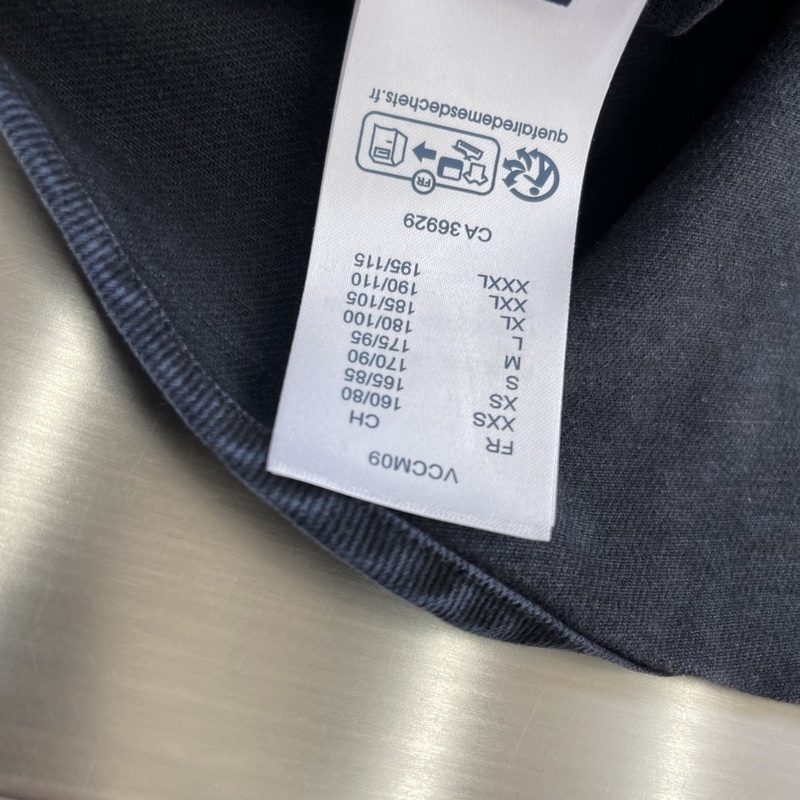 VCCM09
FR CH
XXS 160/80
XS 165/85
S 170/90
M 175/95
L 180/100
XL 185/105
XXL 190/110
XXXL 195/115
CA 36929
FR
quefairedemesdechets.fr